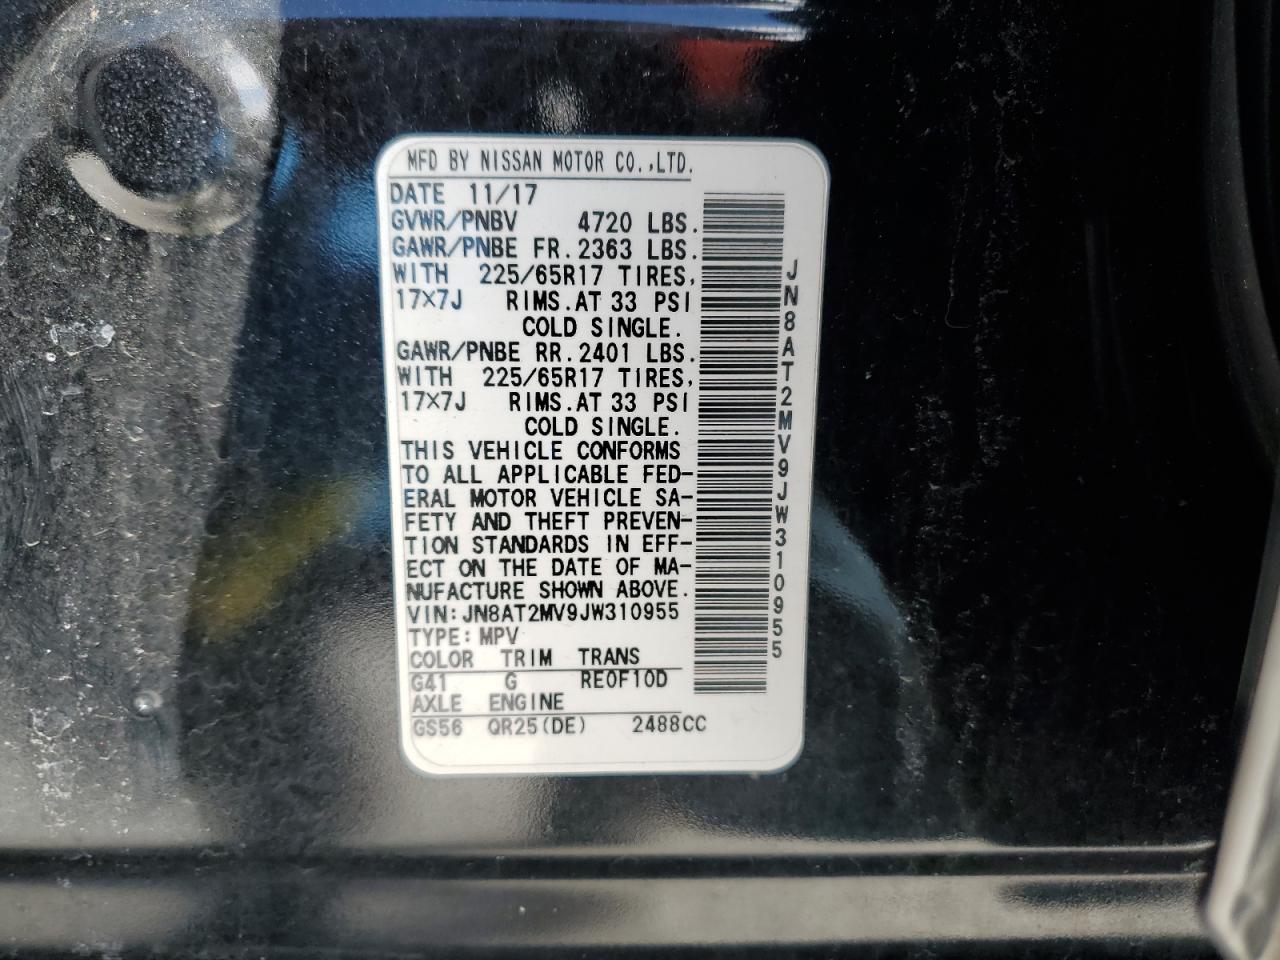 MFD BY NISSAN MOTOR CO.,LTD.
DATE 11/17
GVWR/PNBV 4720 LBS.
GAWR/PNBE FR.2363 LBS.
WITH 225/65R17 TIRES,
17X7J RIMS.AT 33 PSI
COLD SINGLE.
GAWR/PNBE RR.2401 LBS.
WITH 225/65R17 TIRES,
17X7J RIMS.AT 33 PSI
COLD SINGLE.
THIS VEHICLE CONFORMS
TO ALL APPLICABLE FED-
ERAL MOTOR VEHICLE SA-
FETY AND THEFT PREVEN-
TION STANDARDS IN EFF-
ECT ON THE DATE OF MA-
NUFACTURE SHOWN ABOVE.
VIN:JN8AT2MV9JW310955
TYPE:MPV
COLOR TRIM TRANS
G41 G RE0F10D
AXLE ENGINE
GS56 QR25(DE) 2488CC
JN8AT2MV9JW310955